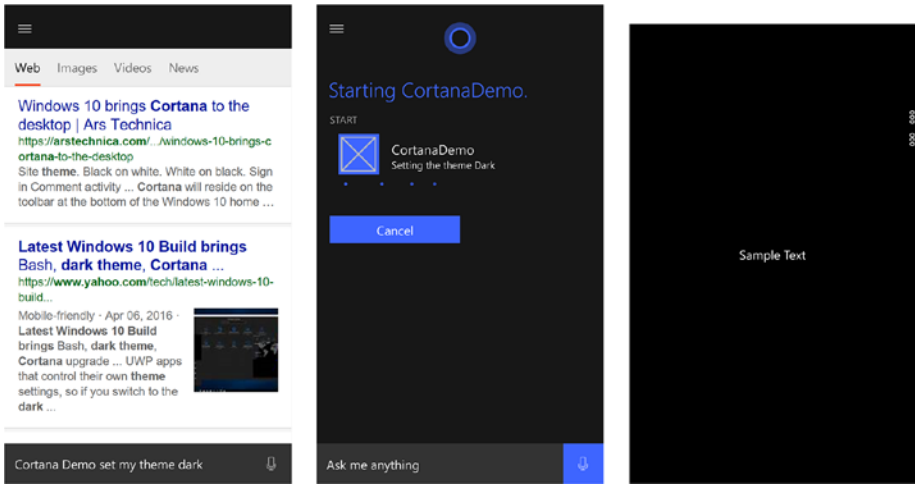 Web Images Videos News
Windows 10 brings Cortana to the
desktop | Ars Technica
https://arstechnica.com/.../windows-10-brings-c
ortana-to-the-desktop
Site theme. Black on white. White on black. Sign
in Comment activity ... Cortana will reside on the
toolbar at the bottom of the Windows 10 home ...
Latest Windows 10 Build brings
Bash, dark theme, Cortana ...
https://www.yahoo.com/tech/latest-windows-10-
build...
Mobile-friendly · Apr 06, 2016 ·
Latest Windows 10 Build
brings Bash, dark theme,
Cortana upgrade ... UWP apps
that control their own theme
settings, so if you switch to the
dark ...
Cortana Demo set my theme dark
Starting CortanaDemo.
START
CortanaDemo
Setting the theme Dark
Cancel
Ask me anything
Sample Text